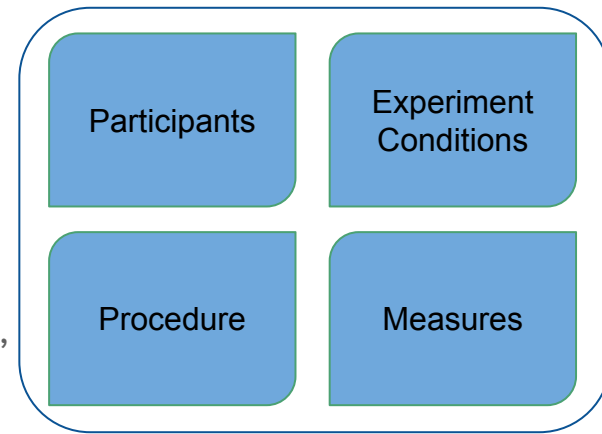 Participants
Experiment
Conditions
Procedure
Measures
,